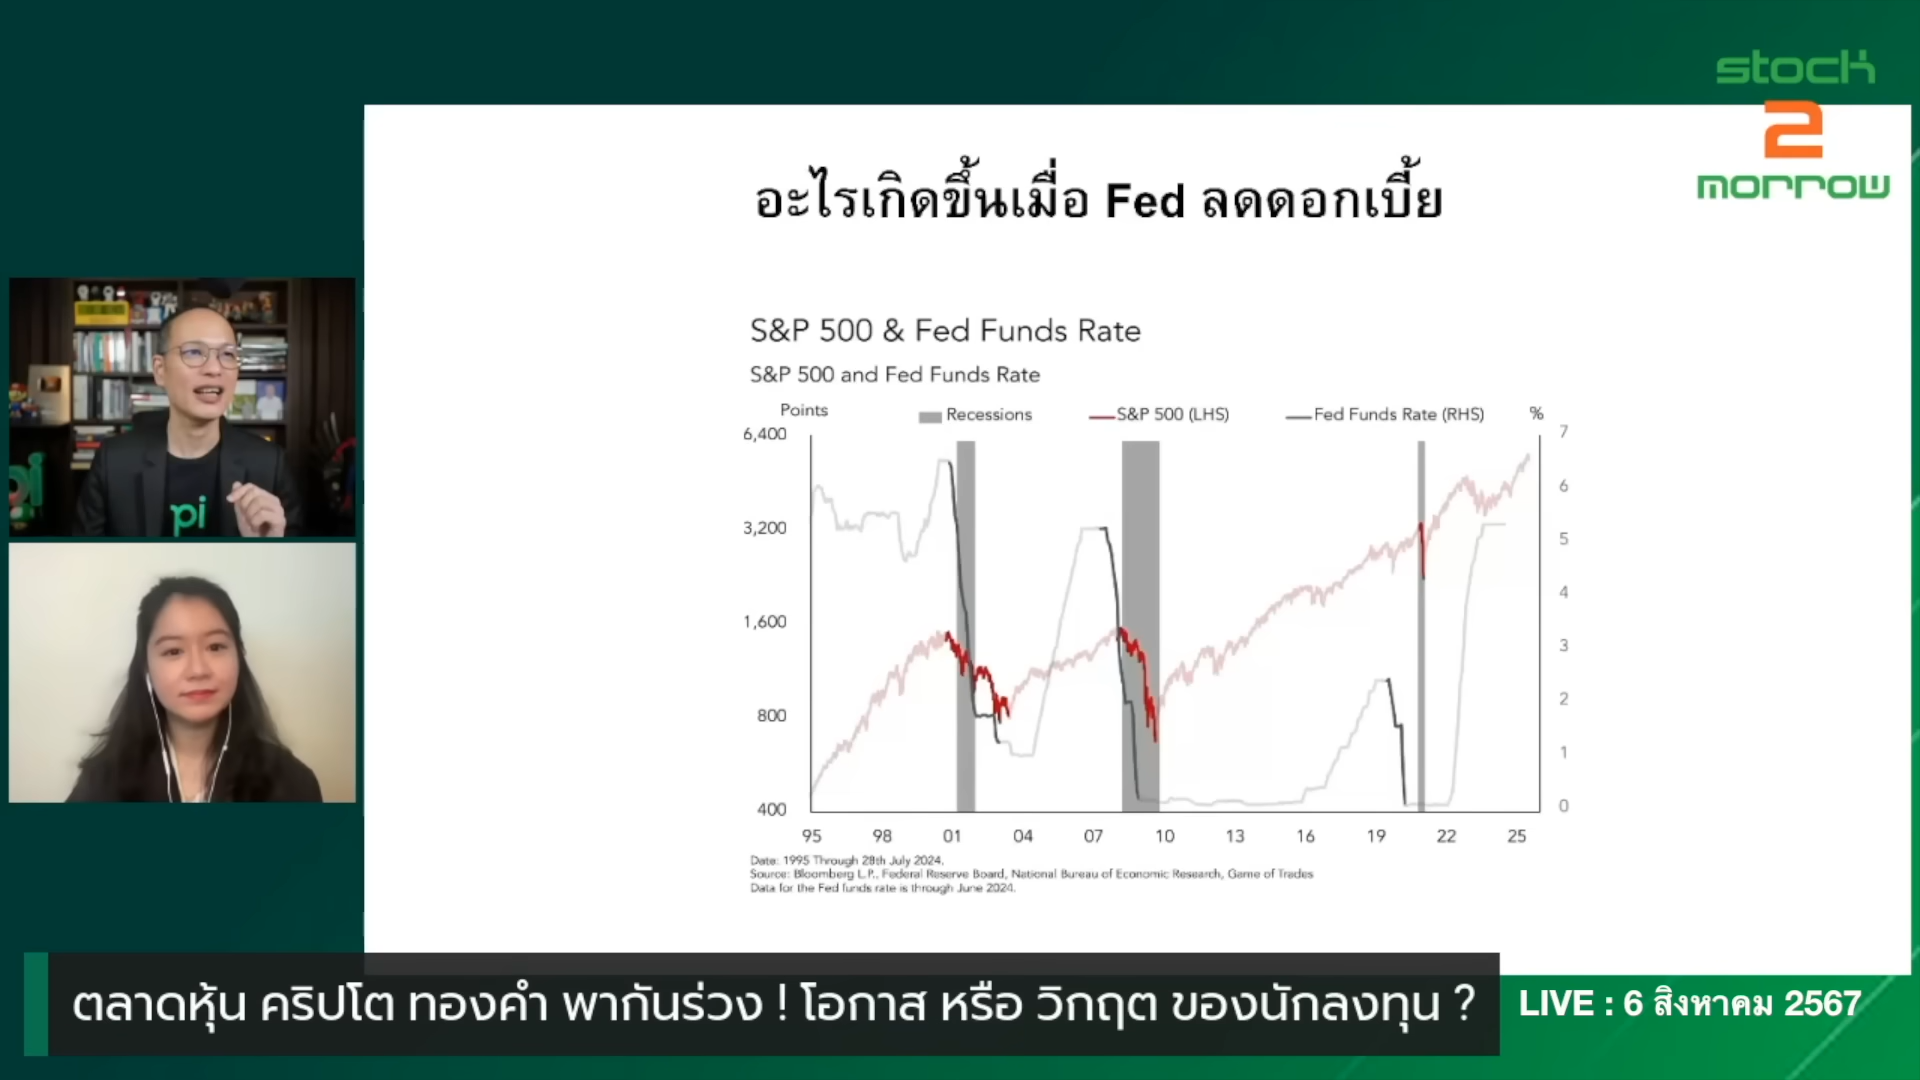 stock
2
morrow
อะไรเกิดขึ้นเมื่อ Fed ลดดอกเบี้ย
S&P 500 & Fed Funds Rate
S&P 500 and Fed Funds Rate
Points
Recessions
S&P 500 (LHS)
Fed Funds Rate (RHS)
%
6,400
3,200
1,600
800
400
7
6
5
4
3
2
1
0
95 98 01 04 07 10 13 16 19 22 25
Date: 1995 Through 28th July 2024.
Source: Bloomberg L.P., Federal Reserve Board, National Bureau of Economic Research, Game of Trades
Data for the Fed funds rate is through June 2024.
pi
pi
ตลาดหุ้น คริปโต ทองคำ พากันร่วง ! โอกาส หรือ วิกฤต ของนักลงทุน ?
LIVE : 6 สิงหาคม 2567